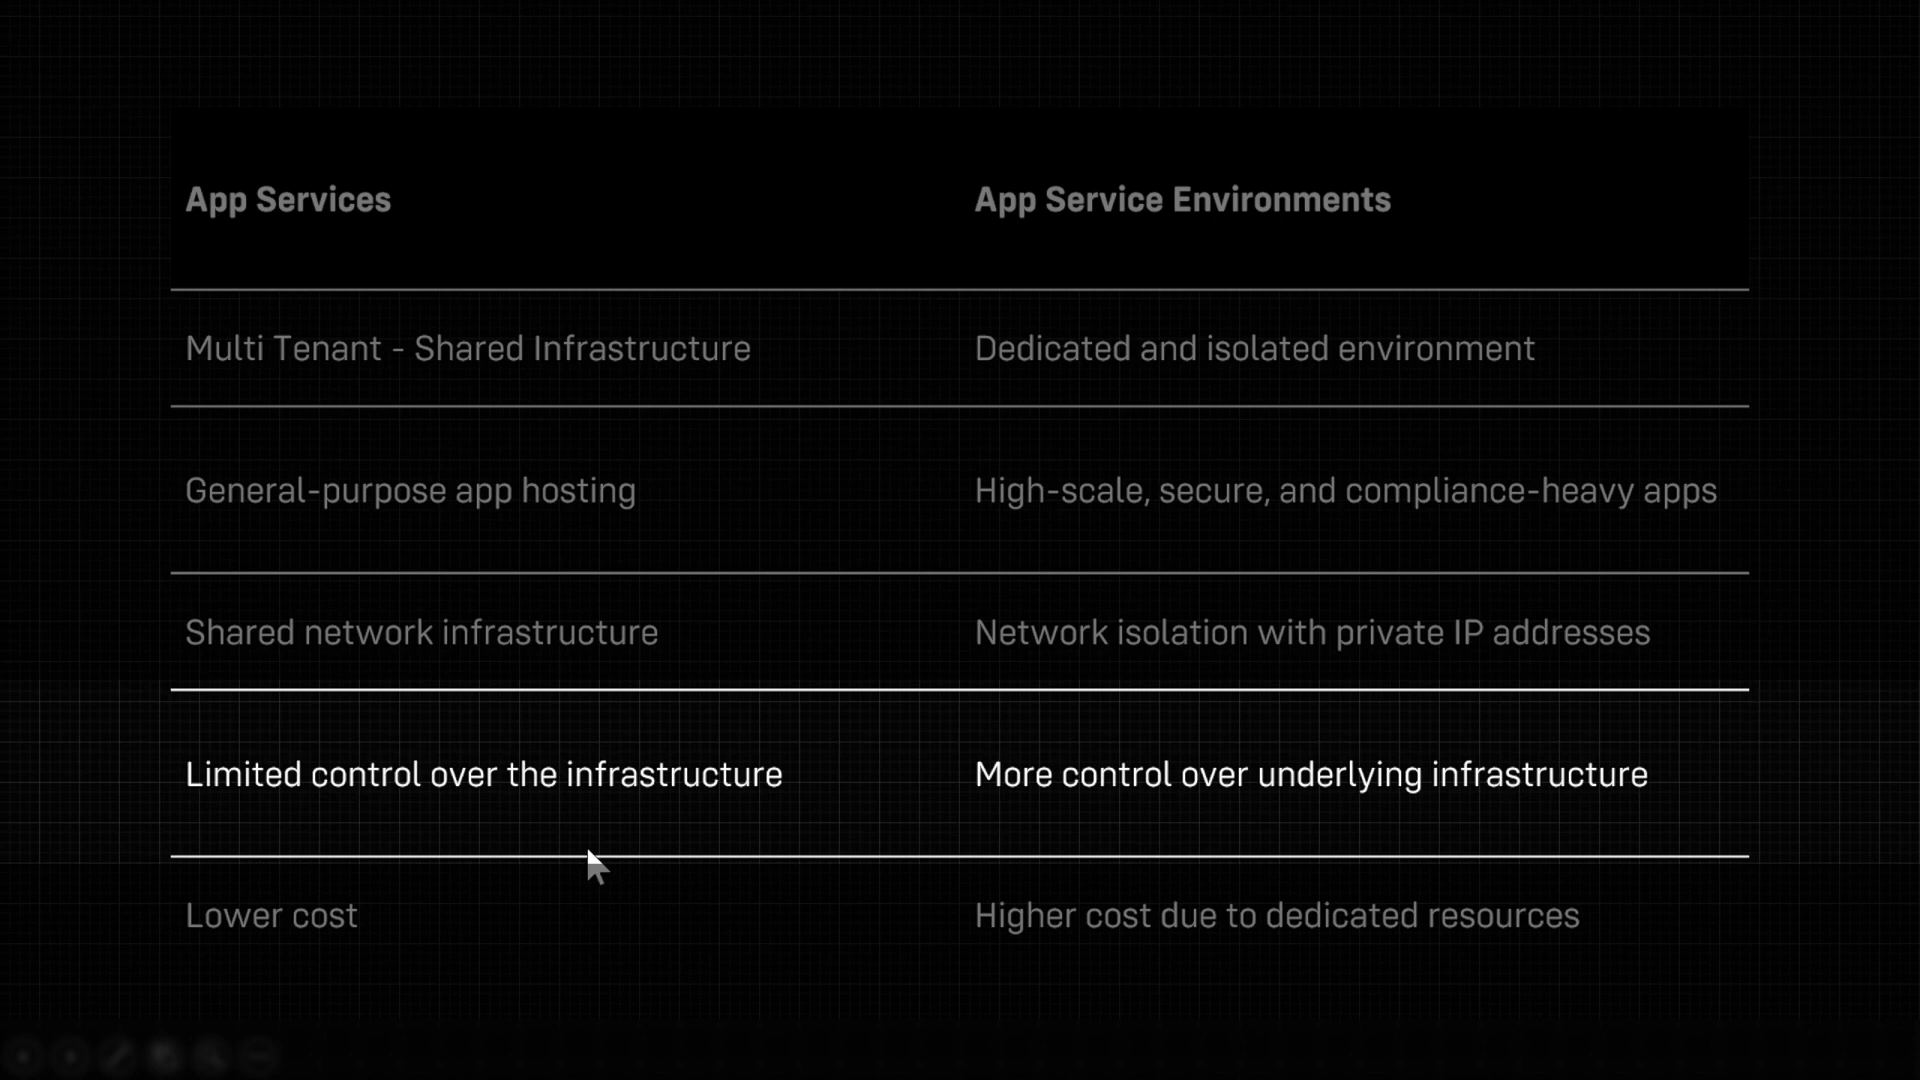 App Services
App Service Environments
Multi Tenant - Shared Infrastructure
Dedicated and isolated environment
General-purpose app hosting
High-scale, secure, and compliance-heavy apps
Shared network infrastructure
Network isolation with private IP addresses
Limited control over the infrastructure
More control over underlying infrastructure
Lower cost
Higher cost due to dedicated resources